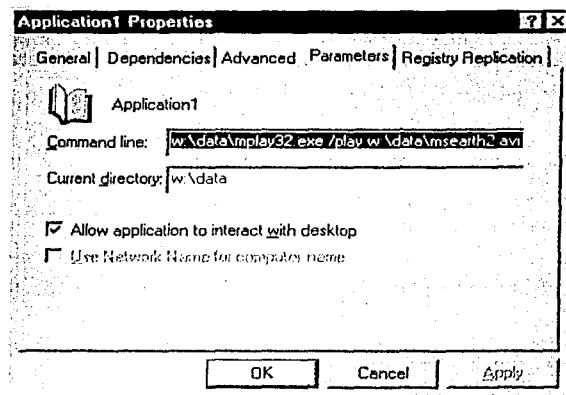 Application1 Properties ? X
General Dependencies Advanced Parameters Registry Replication
Application1
Command line: w:\data\mplay32.exe /play w:\data\msearth2.avi
Current directory: w:\data
Allow application to interact with desktop
Use Network Name for computer name
OK Cancel Apply